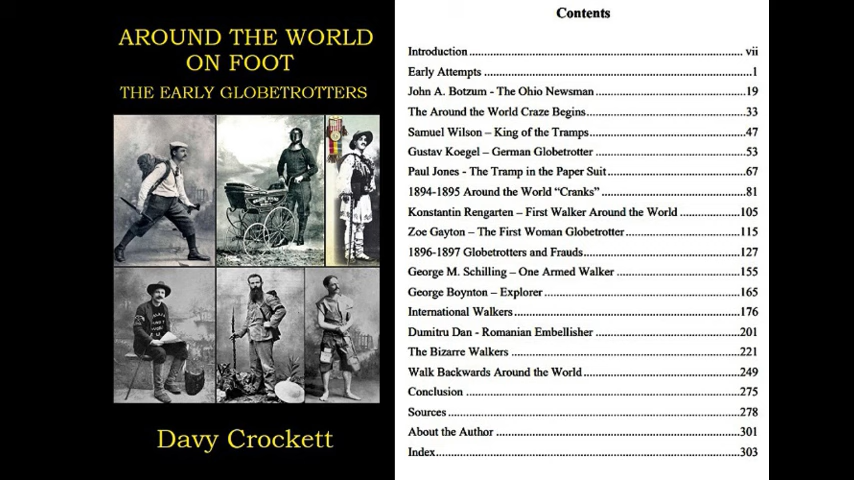 AROUND THE WORLD
ON FOOT
THE EARLY GLOBETROTTERS
Davy Crockett
Contents
Introduction ........ vii
Early Attempts ........ 1
John A. Botzum - The Ohio Newsman ........ 19
The Around the World Craze Begins ........ 33
Samuel Wilson – King of the Tramps ........ 47
Gustav Koegel – German Globetrotter ........ 53
Paul Jones - The Tramp in the Paper Suit ........ 67
1894-1895 Around the World “Cranks” ........ 81
Konstantin Rengarten – First Walker Around the World ........ 105
Zoe Gayton – The First Woman Globetrotter ........ 115
1896-1897 Globetrotters and Frauds ........ 127
George M. Schilling – One Armed Walker ........ 155
George Boynton – Explorer ........ 165
International Walkers ........ 176
Dumitru Dan - Romanian Embellisher ........ 201
The Bizarre Walkers ........ 221
Walk Backwards Around the World ........ 249
Conclusion ........ 275
Sources ........ 278
About the Author ........ 301
Index ........ 303